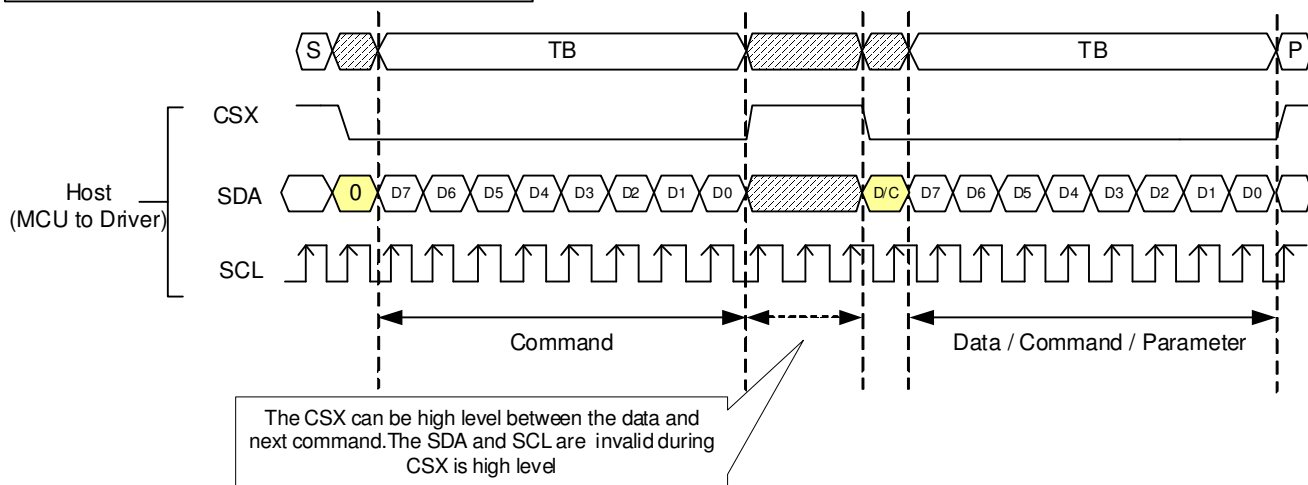 S TB TB P
CSX
Host
(MCU to Driver)
SDA 0 D7 D6 D5 D4 D3 D2 D1 D0 D/C D7 D6 D5 D4 D3 D2 D1 D0
SCL
Command Data / Command / Parameter
The CSX can be high level between the data and
next command.The SDA and SCL are invalid during
CSX is high level